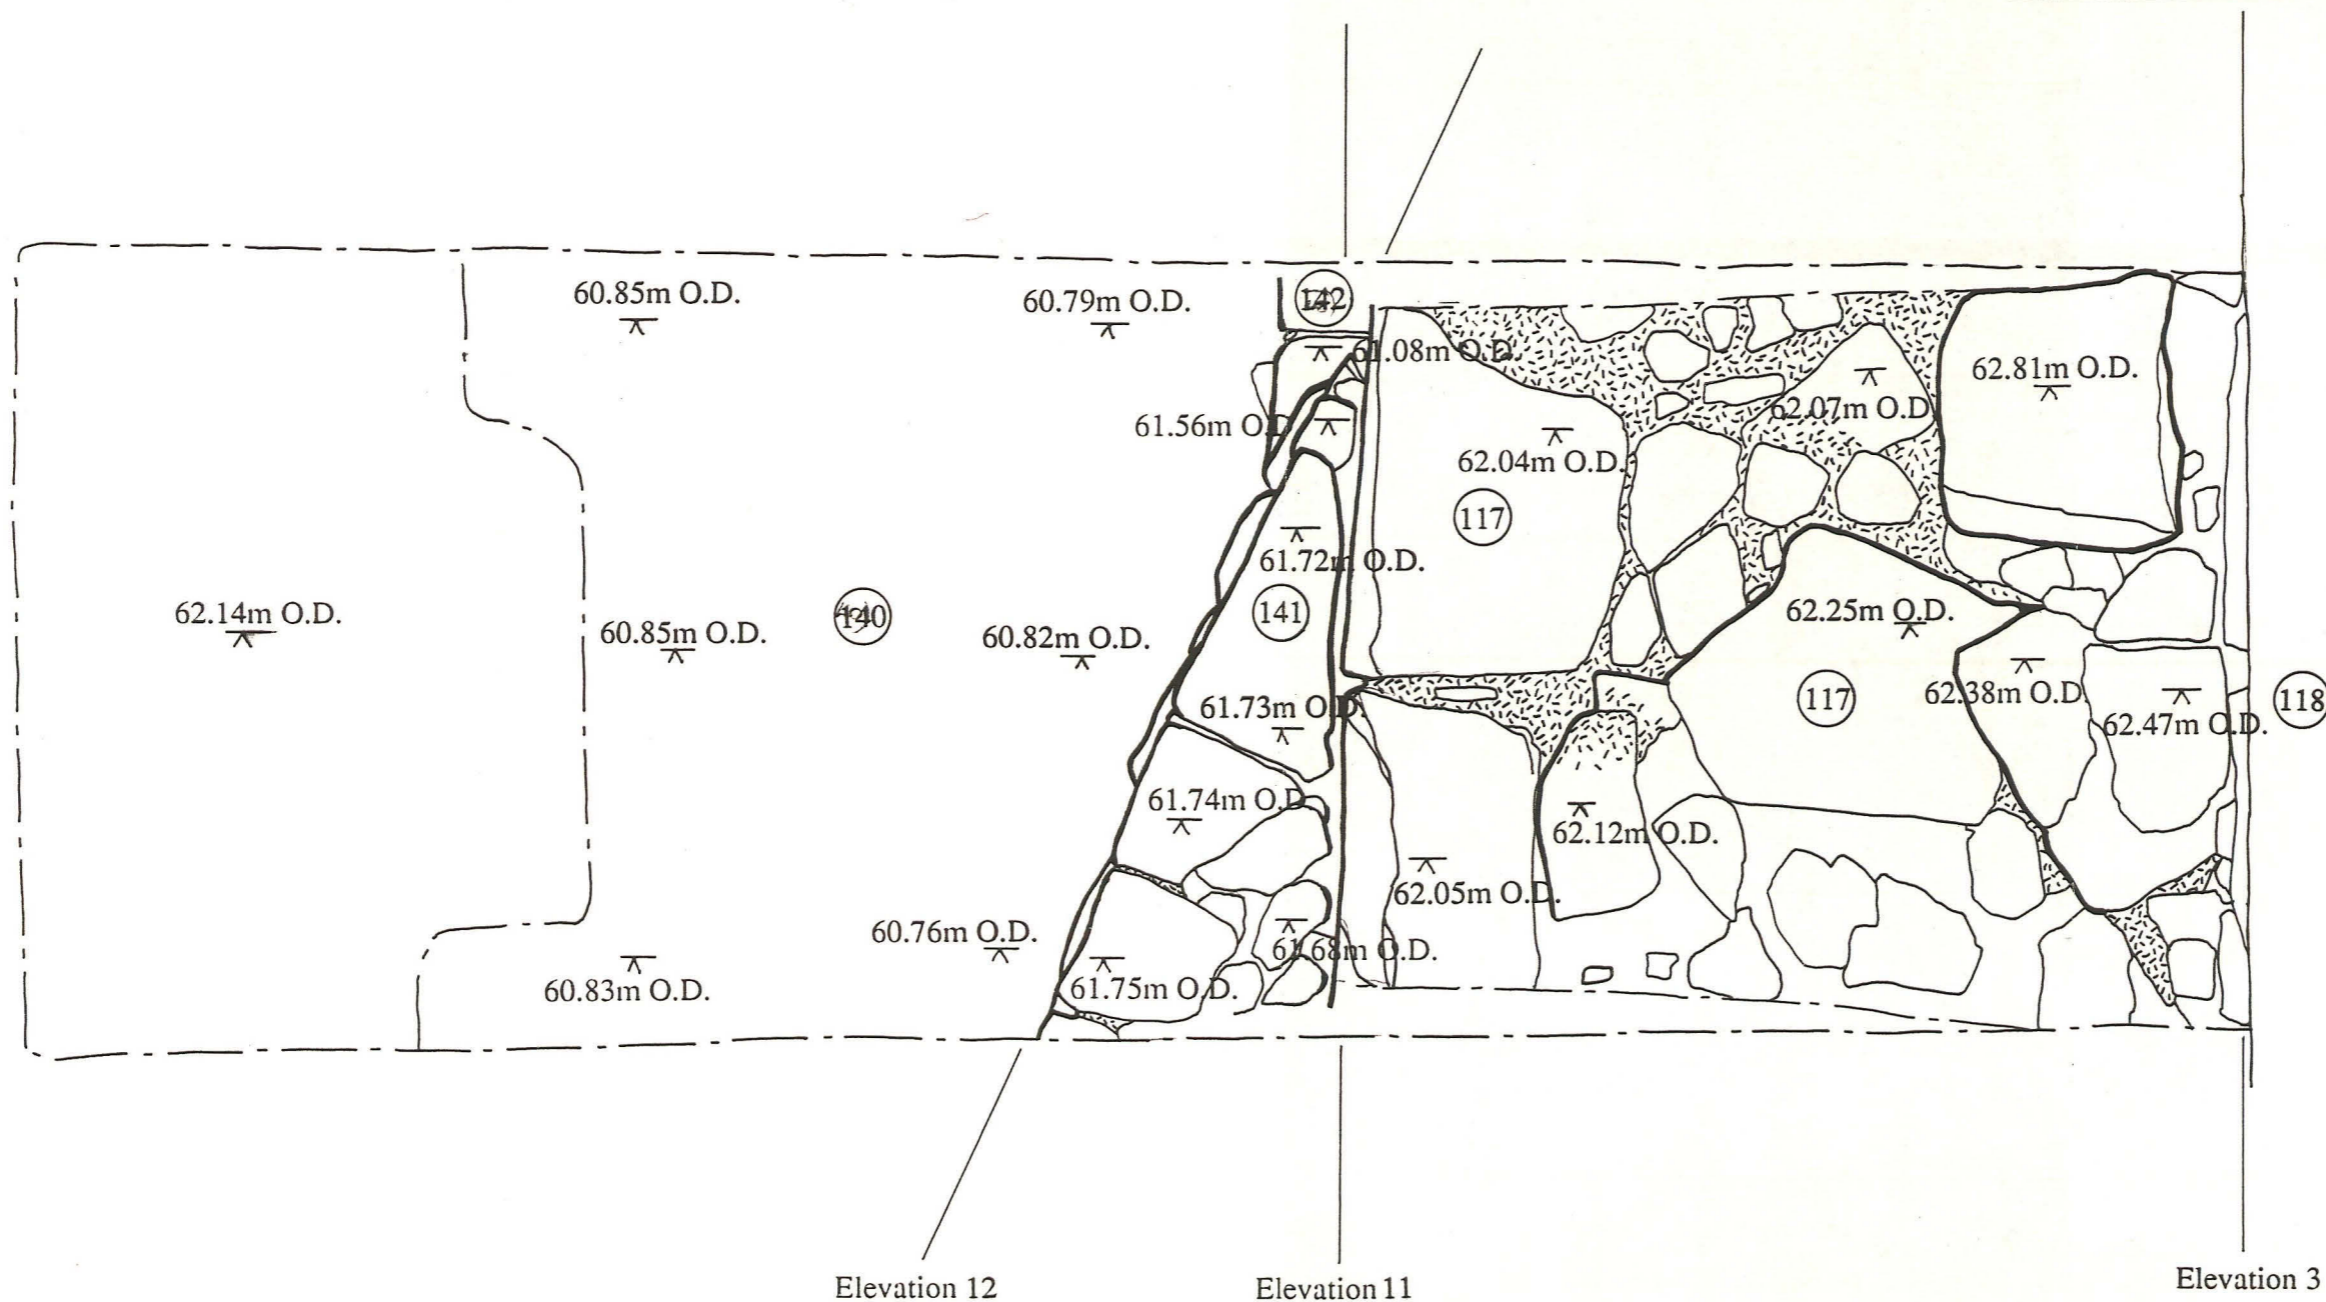 60.85m O.D.
60.79m O.D.
142
61.08m O.D.
62.81m O.D.
61.56m O.D.
62.07m O.D.
62.04m O.D.
117
61.72m O.D.
62.14m O.D.
60.85m O.D.
140
60.82m O.D.
141
62.25m O.D.
61.73m O.D.
117
62.38m O.D.
62.47m O.D.
118
61.74m O.D.
62.12m O.D.
62.05m O.D.
60.76m O.D.
61.68m O.D.
60.83m O.D.
61.75m O.D.
Elevation 12
Elevation 11
Elevation 3